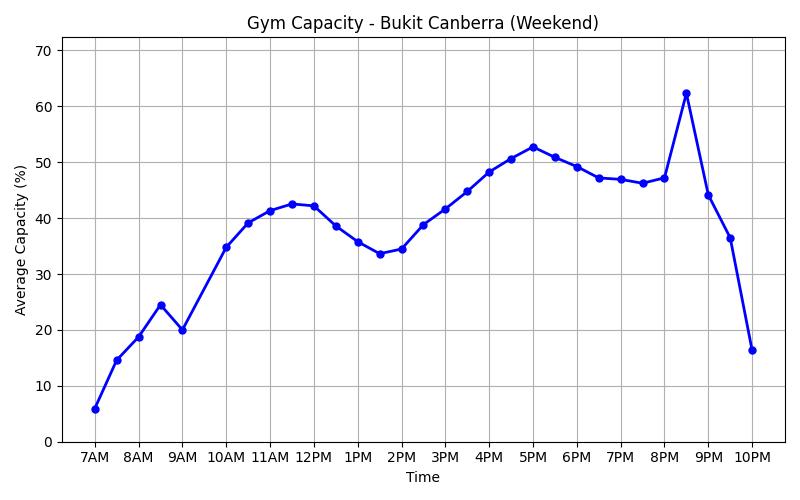 Gym Capacity - Bukit Canberra (Weekend)
70
60
50
40
30
20
10
0
Average Capacity (%)
7AM 8AM 9AM 10AM 11AM 12PM 1PM 2PM 3PM 4PM 5PM 6PM 7PM 8PM 9PM 10PM
Time